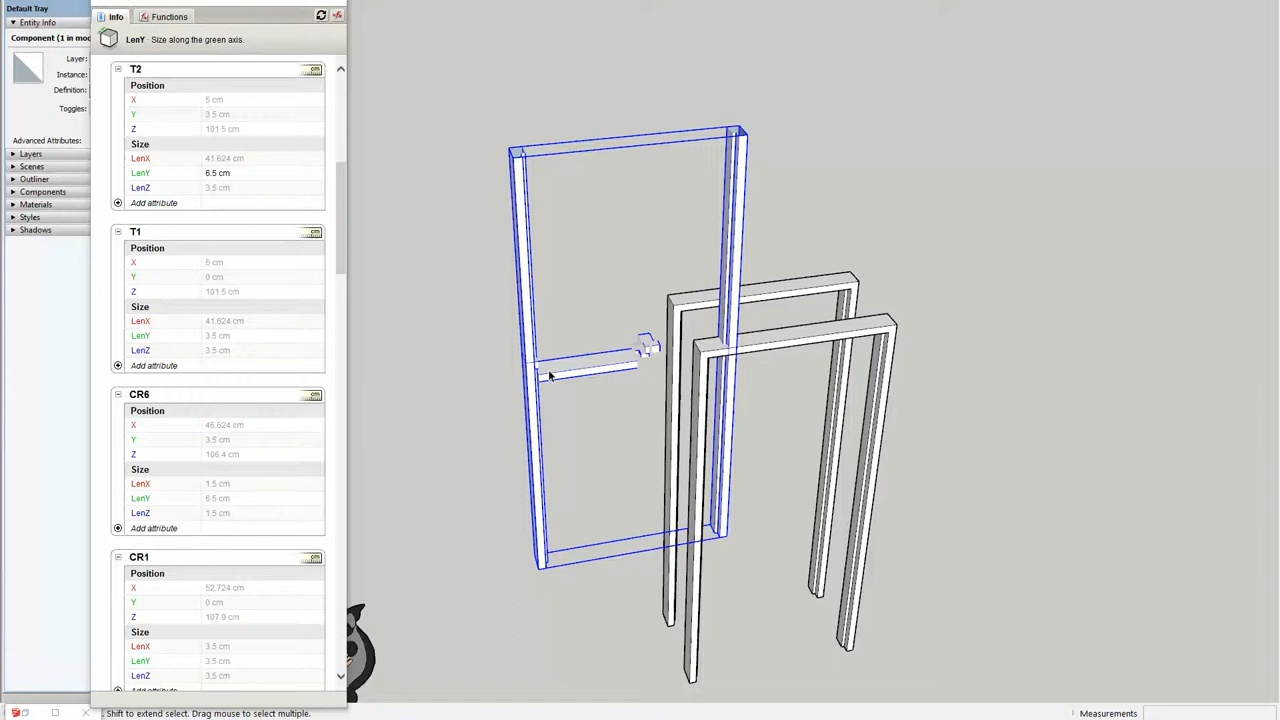 Default Tray
Entity Info
Component (1 in mod
Layer:
Instance:
Definition:
Toggles:
Advanced Attributes:
Layers
Scenes
Outliner
Components
Materials
Styles
Shadows
Info
Functions
LenY - Size along the green axis.
T2
cm
Position
X 5 cm
Y 3.5 cm
Z 101.5 cm
Size
LenX 41.624 cm
LenY 6.5 cm
LenZ 3.5 cm
Add attribute
T1
cm
Position
X 5 cm
Y 0 cm
Z 101.5 cm
Size
LenX 41.624 cm
LenY 3.5 cm
LenZ 3.5 cm
Add attribute
CR6
cm
Position
X 46.624 cm
Y 3.5 cm
Z 106.4 cm
Size
LenX 1.5 cm
LenY 6.5 cm
LenZ 1.5 cm
Add attribute
CR1
cm
Position
X 52.724 cm
Y 0 cm
Z 107.9 cm
Size
LenX 3.5 cm
LenY 3.5 cm
LenZ 3.5 cm
Shift to extend select. Drag mouse to select multiple.
Measurements